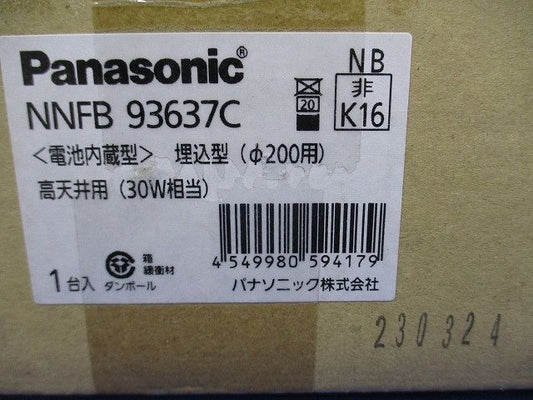 Panasonic®
NNFB 93637C
NB
非
K16
20
〈電池内蔵型〉 埋込型（φ200用）
高天井用（30W相当）
箱
緩衝材
ダンボール
1台入
4 549980 594179
パナソニック株式会社
230324